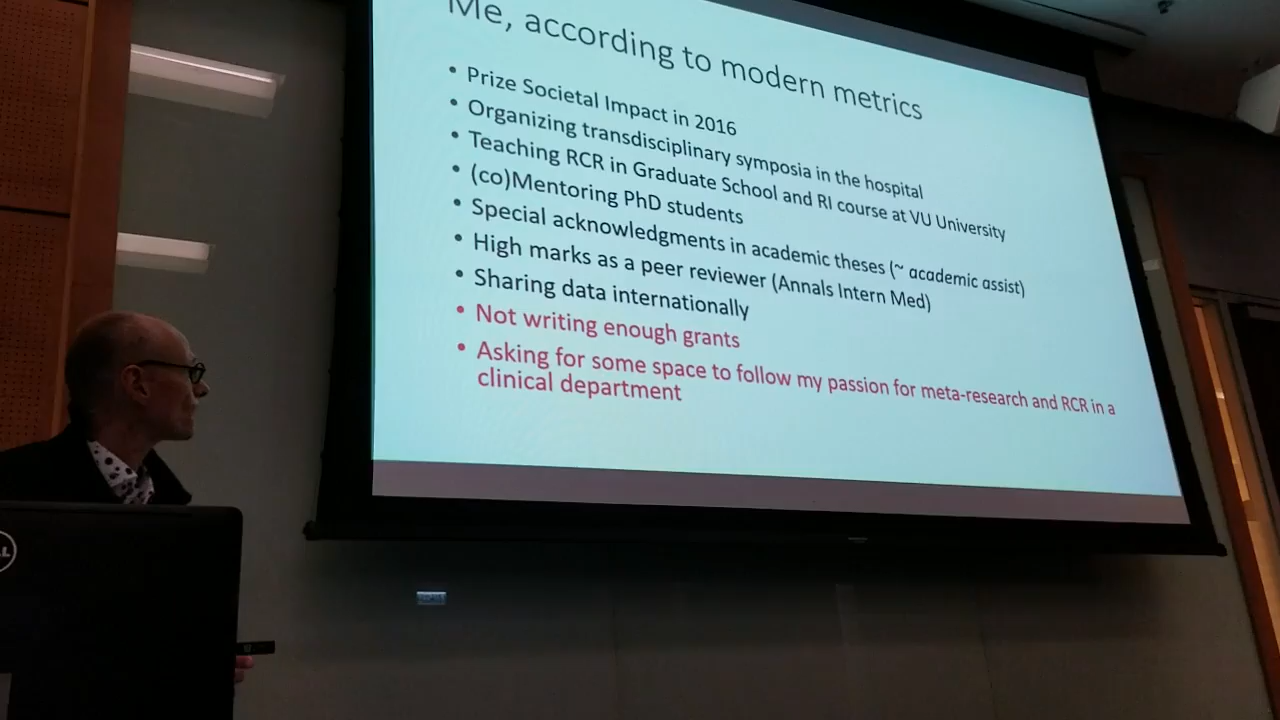 Me, according to modern metrics
• Prize Societal Impact in 2016
• Organizing transdisciplinary symposia in the hospital
• Teaching RCR in Graduate School and RI course at VU University
• (co)Mentoring PhD students
• Special acknowledgments in academic theses (~ academic assist)
• High marks as a peer reviewer (Annals Intern Med)
• Sharing data internationally
• Not writing enough grants
• Asking for some space to follow my passion for meta-research and RCR in a
clinical department